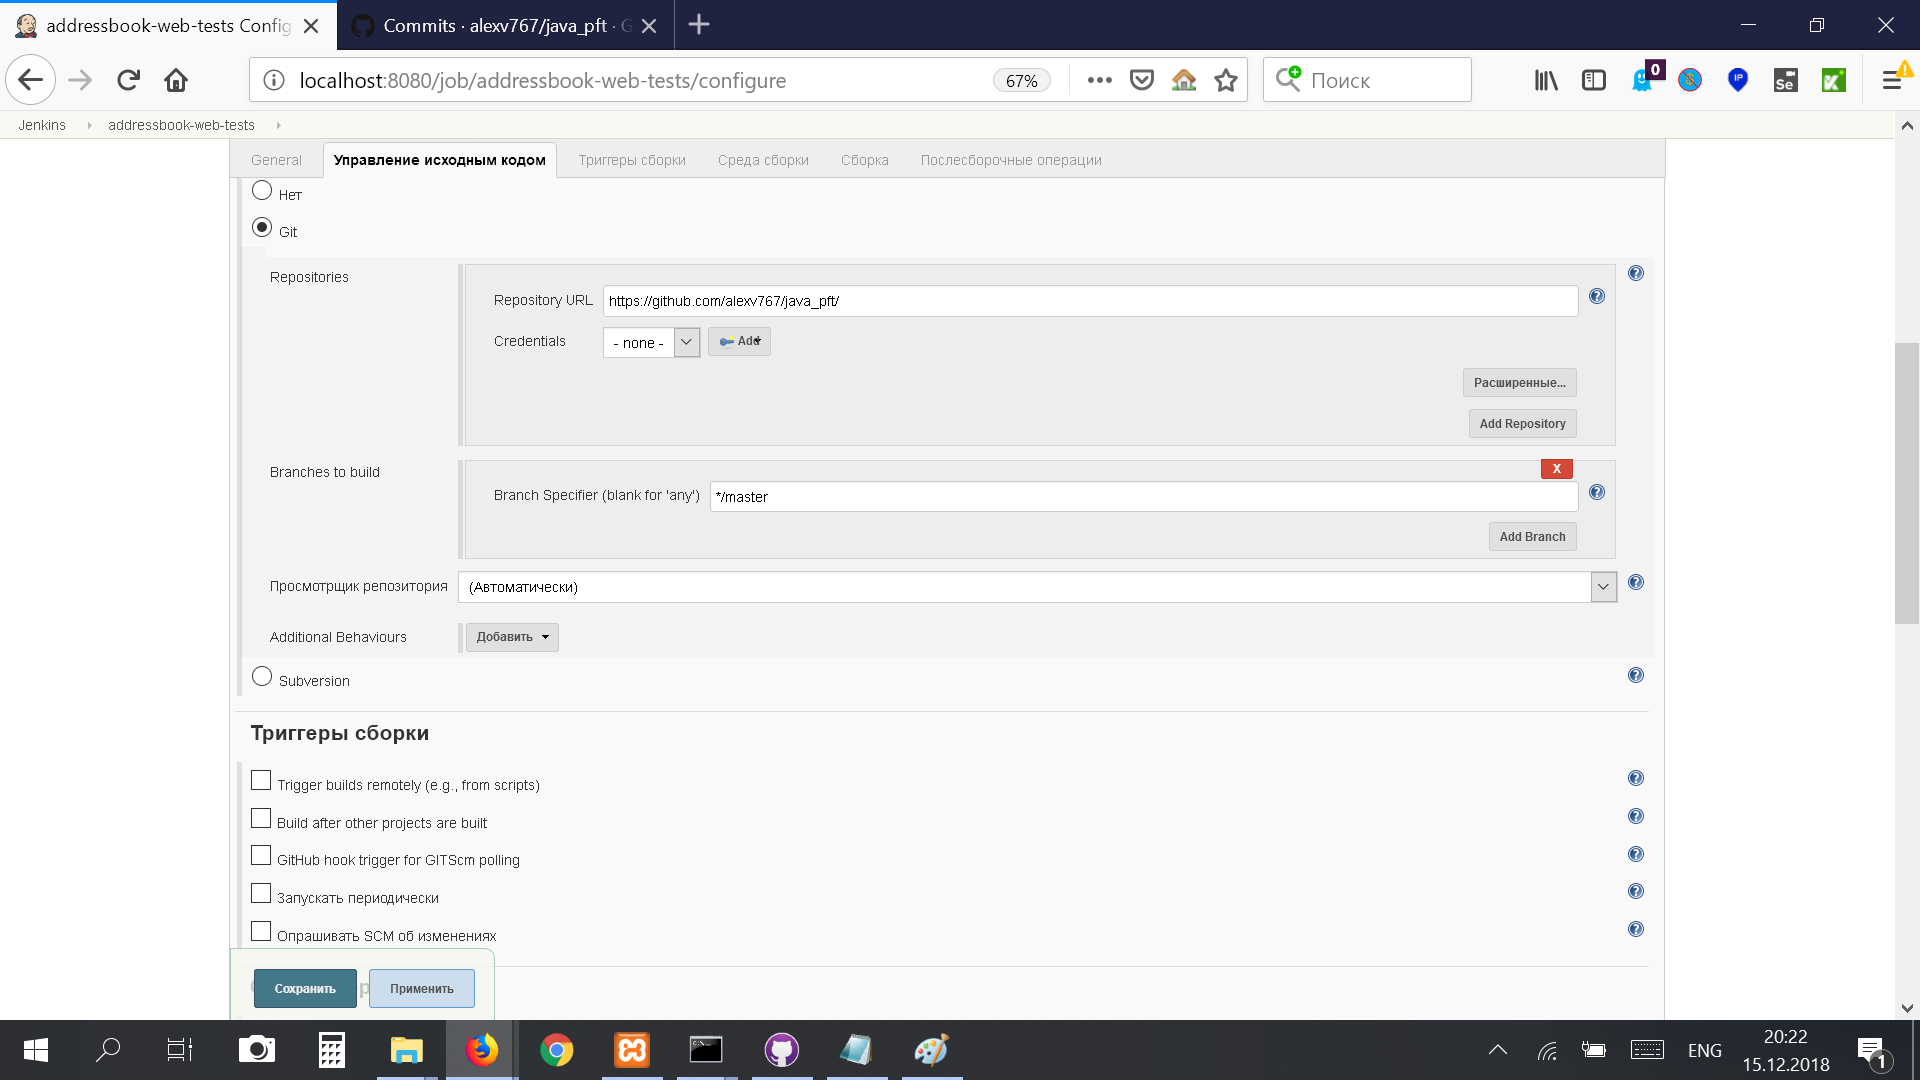 addressbook-web-tests Config
Commits · alexv767/java_pft · G
localhost:8080/job/addressbook-web-tests/configure
67%
Поиск
0
IP
Se
K
Jenkins
addressbook-web-tests
General
Управление исходным кодом
Триггеры сборки
Среда сборки
Сборка
Послесборочные операции
Нет
Git
Repositories
Repository URL
https://github.com/alexv767/java_pft/
Credentials
- none -
Add
Расширенные...
Add Repository
Branches to build
X
Branch Specifier (blank for 'any')
*/master
Add Branch
Просмотрщик репозитория
(Автоматически)
Additional Behaviours
Добавить
Subversion
Триггеры сборки
Trigger builds remotely (e.g., from scripts)
Build after other projects are built
GitHub hook trigger for GITScm polling
Запускать периодически
Опрашивать SCM об изменениях
Сохранить
Применить
ENG
20:22
15.12.2018
1